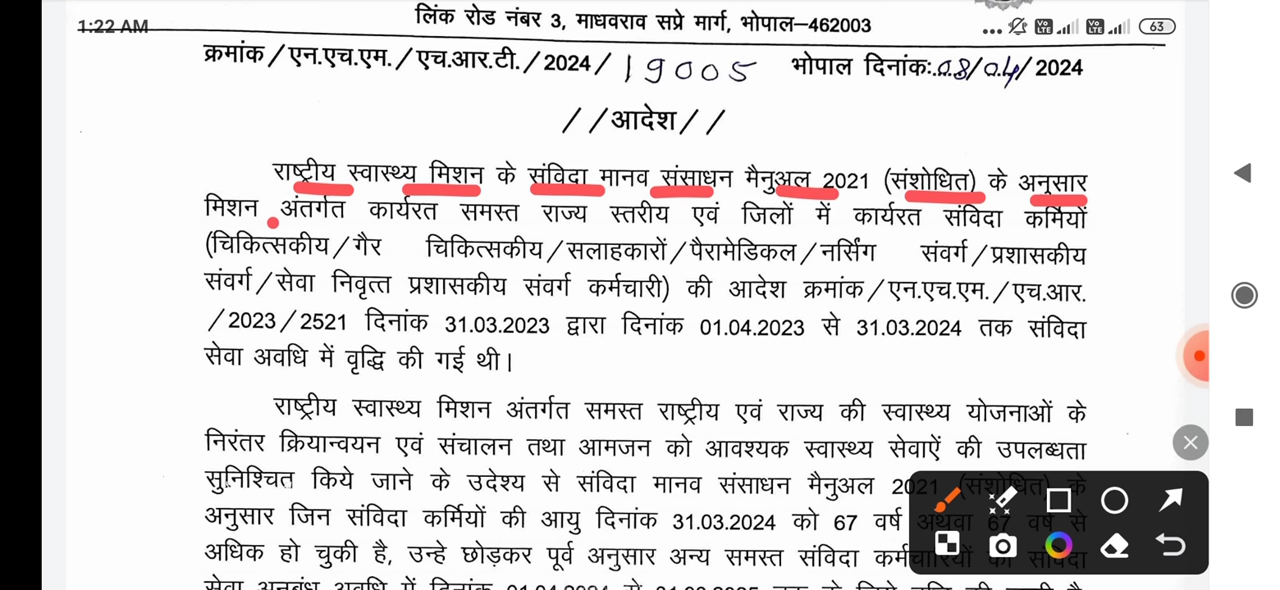 लिंक रोड नंबर 3, माधवराव सप्रे मार्ग, भोपाल–462003
1:22 AM
63
क्रमांक/एन.एच.एम./एच.आर.टी./2024/19005 भोपाल दिनांकः08/04/2024
//आदेश//
राष्ट्रीय स्वास्थ्य मिशन के संविदा मानव संसाधन मैनुअल 2021 (संशोधित) के अनुसार
मिशन अंतर्गत कार्यरत समस्त राज्य स्तरीय एवं जिलों में कार्यरत संविदा कर्मियों
(चिकित्सकीय/गैर चिकित्सकीय/सलाहकारों/पैरामेडिकल/नर्सिंग संवर्ग/प्रशासकीय
संवर्ग/सेवा निवृत्त प्रशासकीय संवर्ग कर्मचारी) की आदेश क्रमांक/एन.एच.एम./एच.आर.
/2023/2521 दिनांक 31.03.2023 द्वारा दिनांक 01.04.2023 से 31.03.2024 तक संविदा
सेवा अवधि में वृद्धि की गई थी।
राष्ट्रीय स्वास्थ्य मिशन अंतर्गत समस्त राष्ट्रीय एवं राज्य की स्वास्थ्य योजनाओं के
निरंतर क्रियान्वयन एवं संचालन तथा आमजन को आवश्यक स्वास्थ्य सेवाऐं की उपलब्धता
सुनिश्चित किये जाने के उदेश्य से संविदा मानव संसाधन मैनुअल 2021 (संशोधित) के
अनुसार जिन संविदा कर्मियों की आयु दिनांक 31.03.2024 को 67 वर्ष अथवा 67 वर्ष से
अधिक हो चुकी है, उन्हे छोड़कर पूर्व अनुसार अन्य समस्त संविदा कर्मचारियों की संविदा